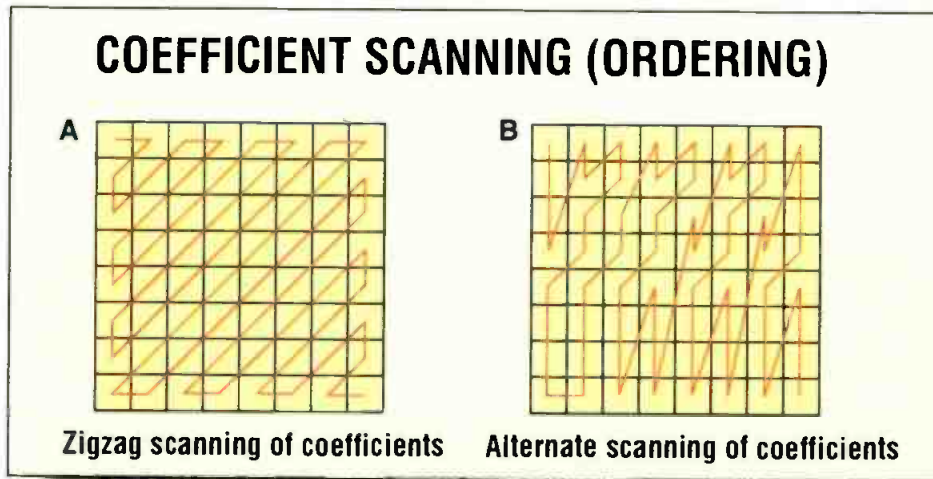 COEFFICIENT SCANNING (ORDERING)
A
B
Zigzag scanning of coefficients
Alternate scanning of coefficients